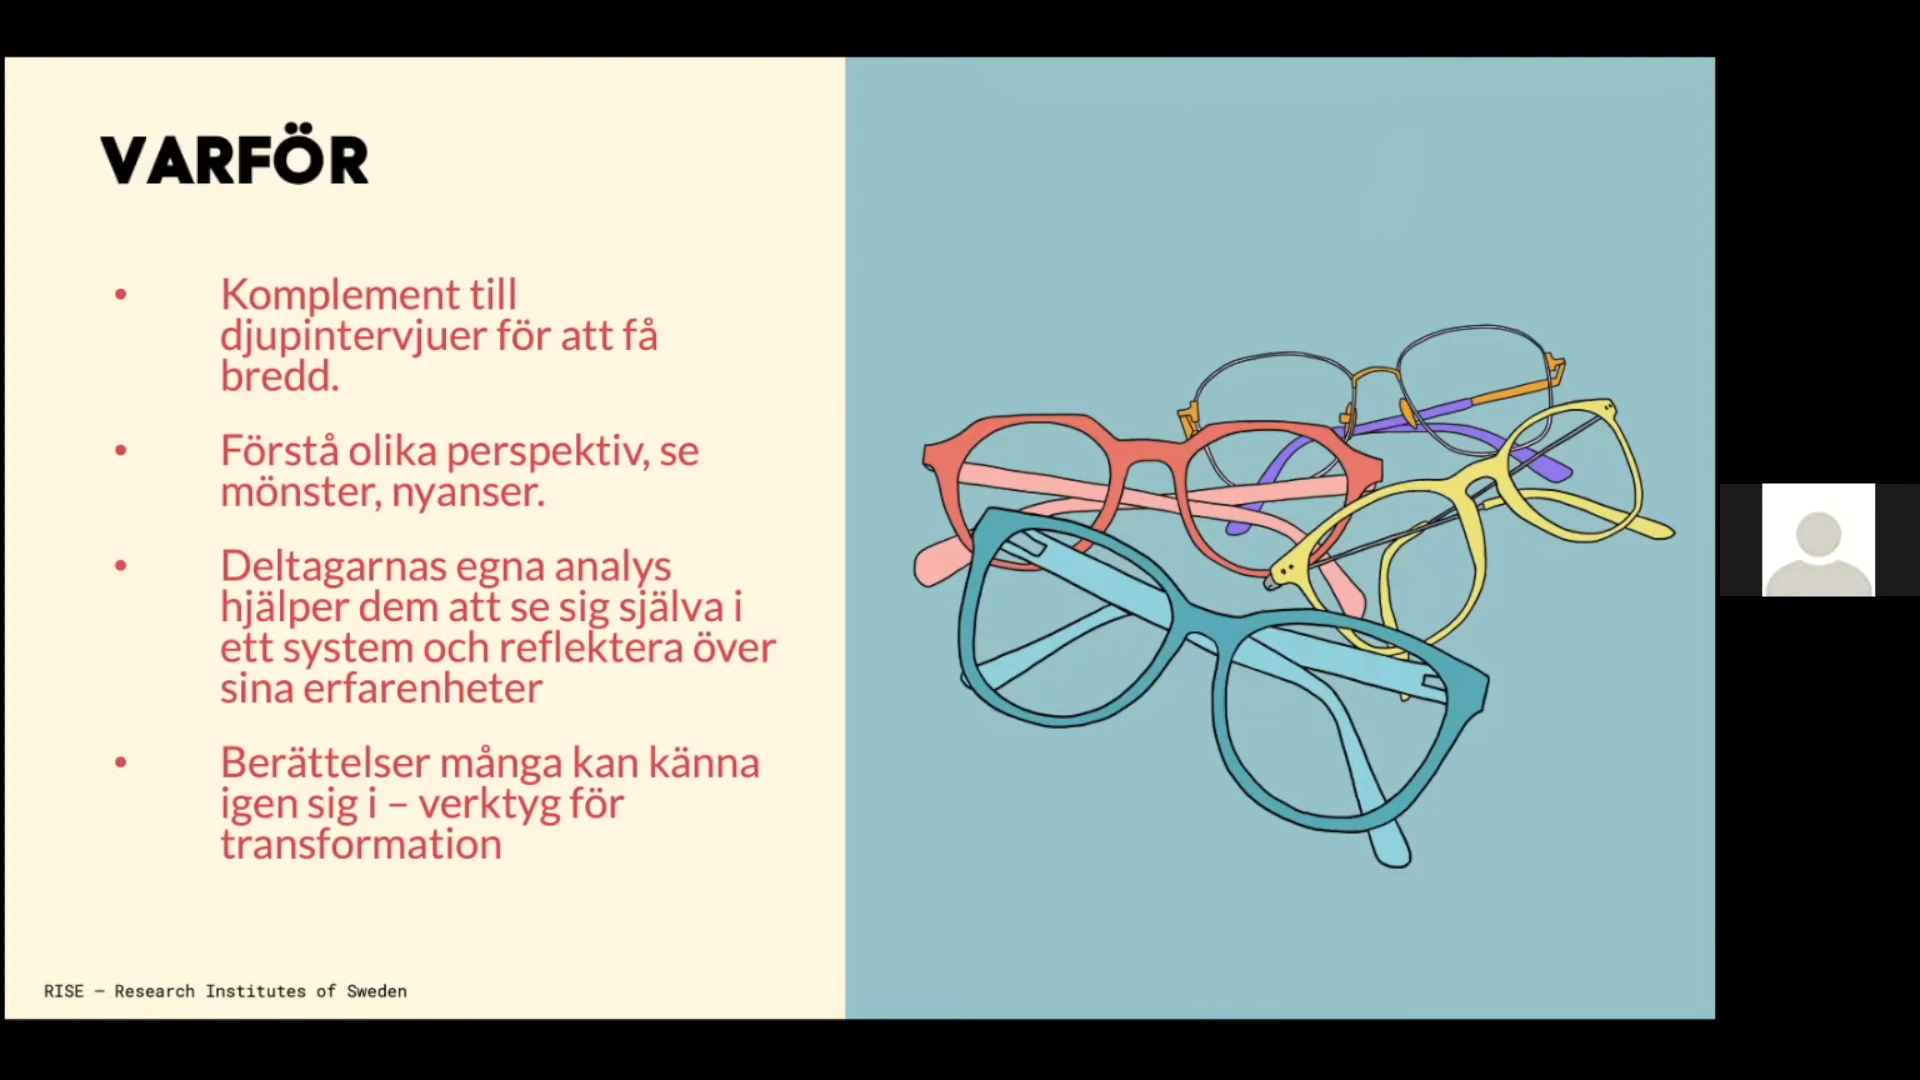 VARFÖR
• Komplement till
djupintervjuer för att få
bredd.
• Förstå olika perspektiv, se
mönster, nyanser.
• Deltagarnas egna analys
hjälper dem att se sig själva i
ett system och reflektera över
sina erfarenheter
• Berättelser många kan känna
igen sig i – verktyg för
transformation
RISE — Research Institutes of Sweden